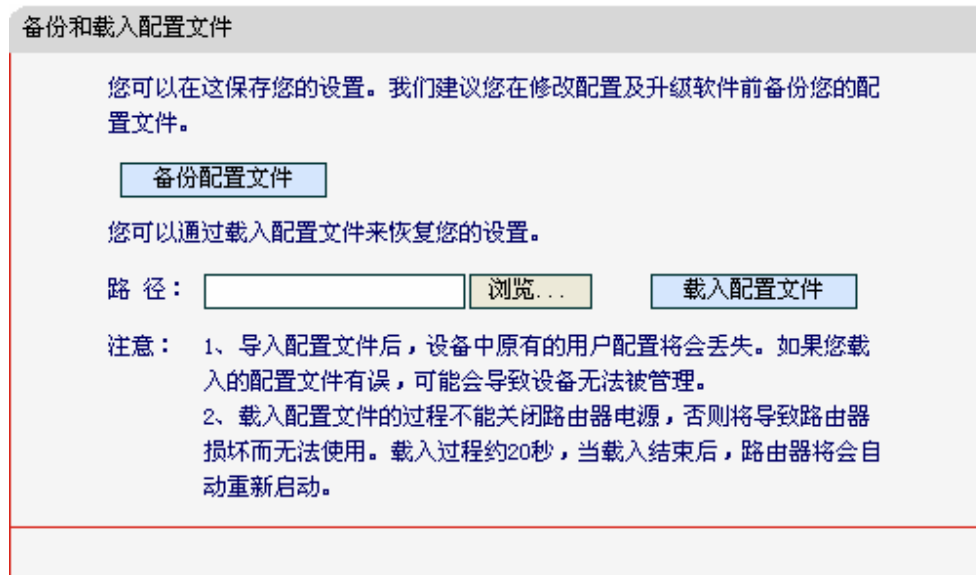 备份和载入配置文件
您可以在这保存您的设置。我们建议您在修改配置及升级软件前备份您的配
置文件。
备份配置文件
您可以通过载入配置文件来恢复您的设置。
路 径： 浏览... 载入配置文件
注意： 1、导入配置文件后，设备中原有的用户配置将会丢失。如果您载
入的配置文件有误，可能会导致设备无法被管理。
2、载入配置文件的过程不能关闭路由器电源，否则将导致路由器
损坏而无法使用。载入过程约20秒，当载入结束后，路由器将会自
动重新启动。